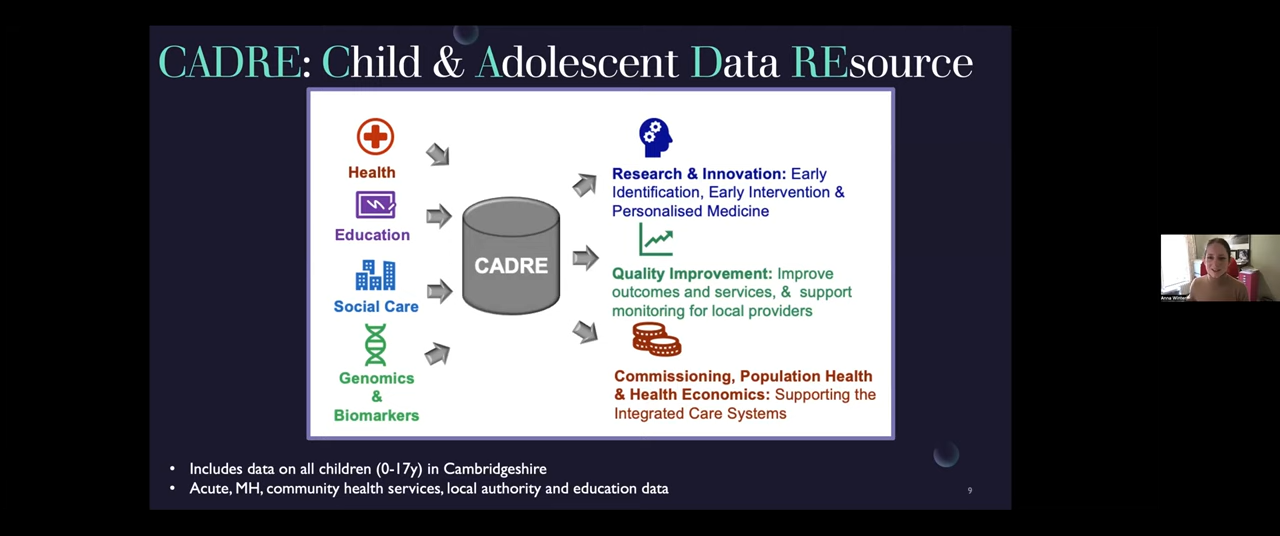 CADRE: Child & Adolescent Data REsource
Health
Education
Social Care
Genomics
&
Biomarkers
CADRE
Research & Innovation: Early
Identification, Early Intervention &
Personalised Medicine
Quality Improvement: Improve
outcomes and services, & support
monitoring for local providers
Commissioning, Population Health
& Health Economics: Supporting the
Integrated Care Systems
• Includes data on all children (0-17y) in Cambridgeshire
• Acute, MH, community health services, local authority and education data
9
Anna